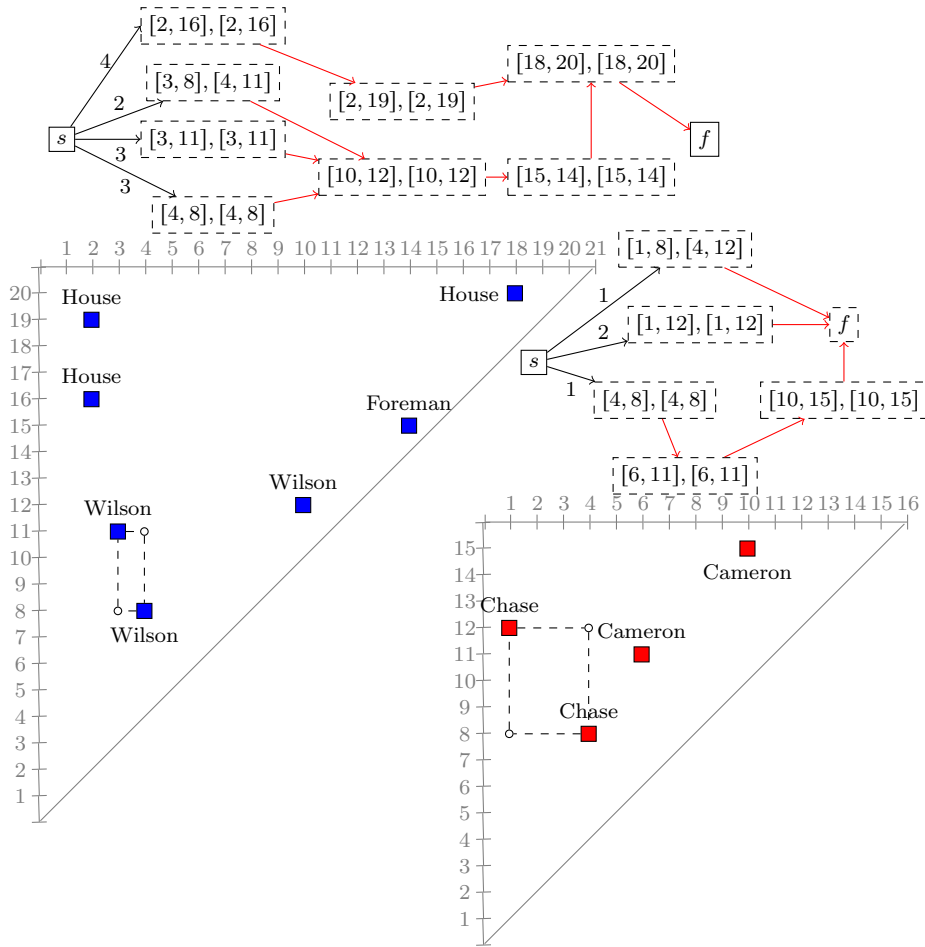 [2, 16], [2, 16]
4
[18, 20], [18, 20]
[3, 8], [4, 11]
2
[2, 19], [2, 19]
s
[3, 11], [3, 11]
f
3
[10, 12], [10, 12]
[15, 14], [15, 14]
3
[4, 8], [4, 8]
1 2 3 4 5 6 7 8 9 10 11 12 13 14 15 16 17 18 19 20 21
20
19
18
17
16
15
14
13
12
11
10
9
8
7
6
5
4
3
2
1
House
House
House
Foreman
Wilson
Wilson
Wilson
[1, 8], [4, 12]
1
[1, 12], [1, 12]
f
2
s
1
[4, 8], [4, 8]
[10, 15], [10, 15]
[6, 11], [6, 11]
1 2 3 4 5 6 7 8 9 10 11 12 13 14 15 16
15
14
13
12
11
10
9
8
7
6
5
4
3
2
1
Cameron
Chase
Cameron
Chase